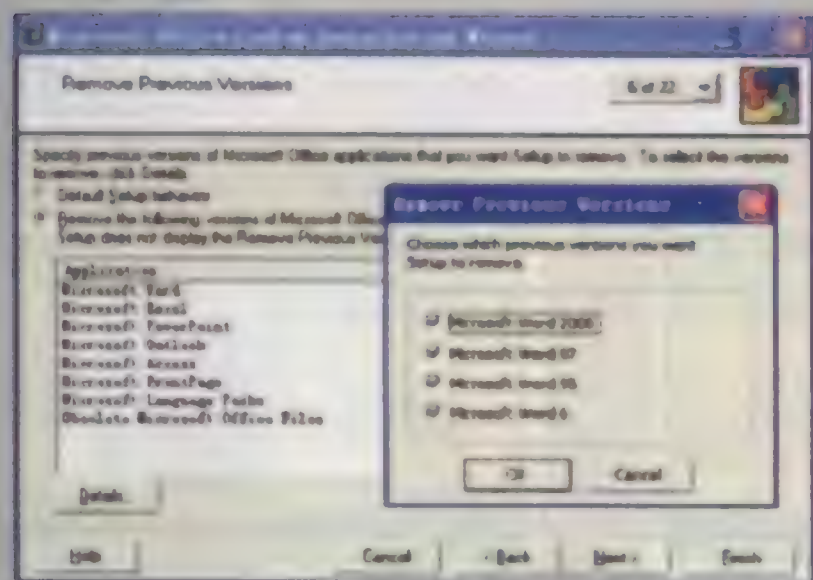 Remove Previous Versions
6 of 22
Specify previous versions of Microsoft Office applications that you want Setup to remove. To select the versions
to remove, click Details.
Default Setup behavior
Remove the following versions of Microsoft Office
Setup does not display the Remove Previous Ver
Application
Microsoft Word
Microsoft Excel
Microsoft PowerPoint
Microsoft Outlook
Microsoft Access
Microsoft FrontPage
Microsoft Language Packs
Obsolete Microsoft Office Files
Details...
Remove Previous Versions
Choose which previous versions you want
Setup to remove
Microsoft Word 2000
Microsoft Word 97
Microsoft Word 95
Microsoft Word 6
OK
Cancel
Help
Cancel
< Back
Next >
Finish